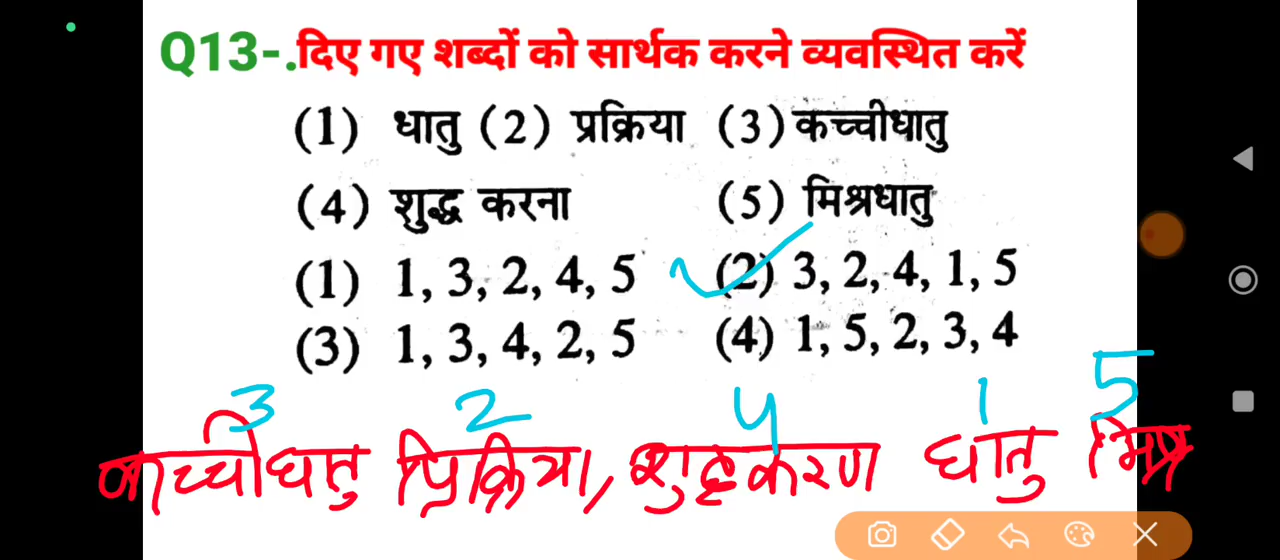 Q13-.दिए गए शब्दों को सार्थक करने व्यवस्थित करें
(1) धातु (2) प्रक्रिया (3) कच्चीधातु
(4) शुद्ध करना (5) मिश्रधातु
(1) 1, 3, 2, 4, 5 (2) 3, 2, 4, 1, 5
(3) 1, 3, 4, 2, 5 (4) 1, 5, 2, 3, 4
3 2 4 1 5
कच्चीधतु प्रिक्रिया, शुद्धकरण धातु मिश्र